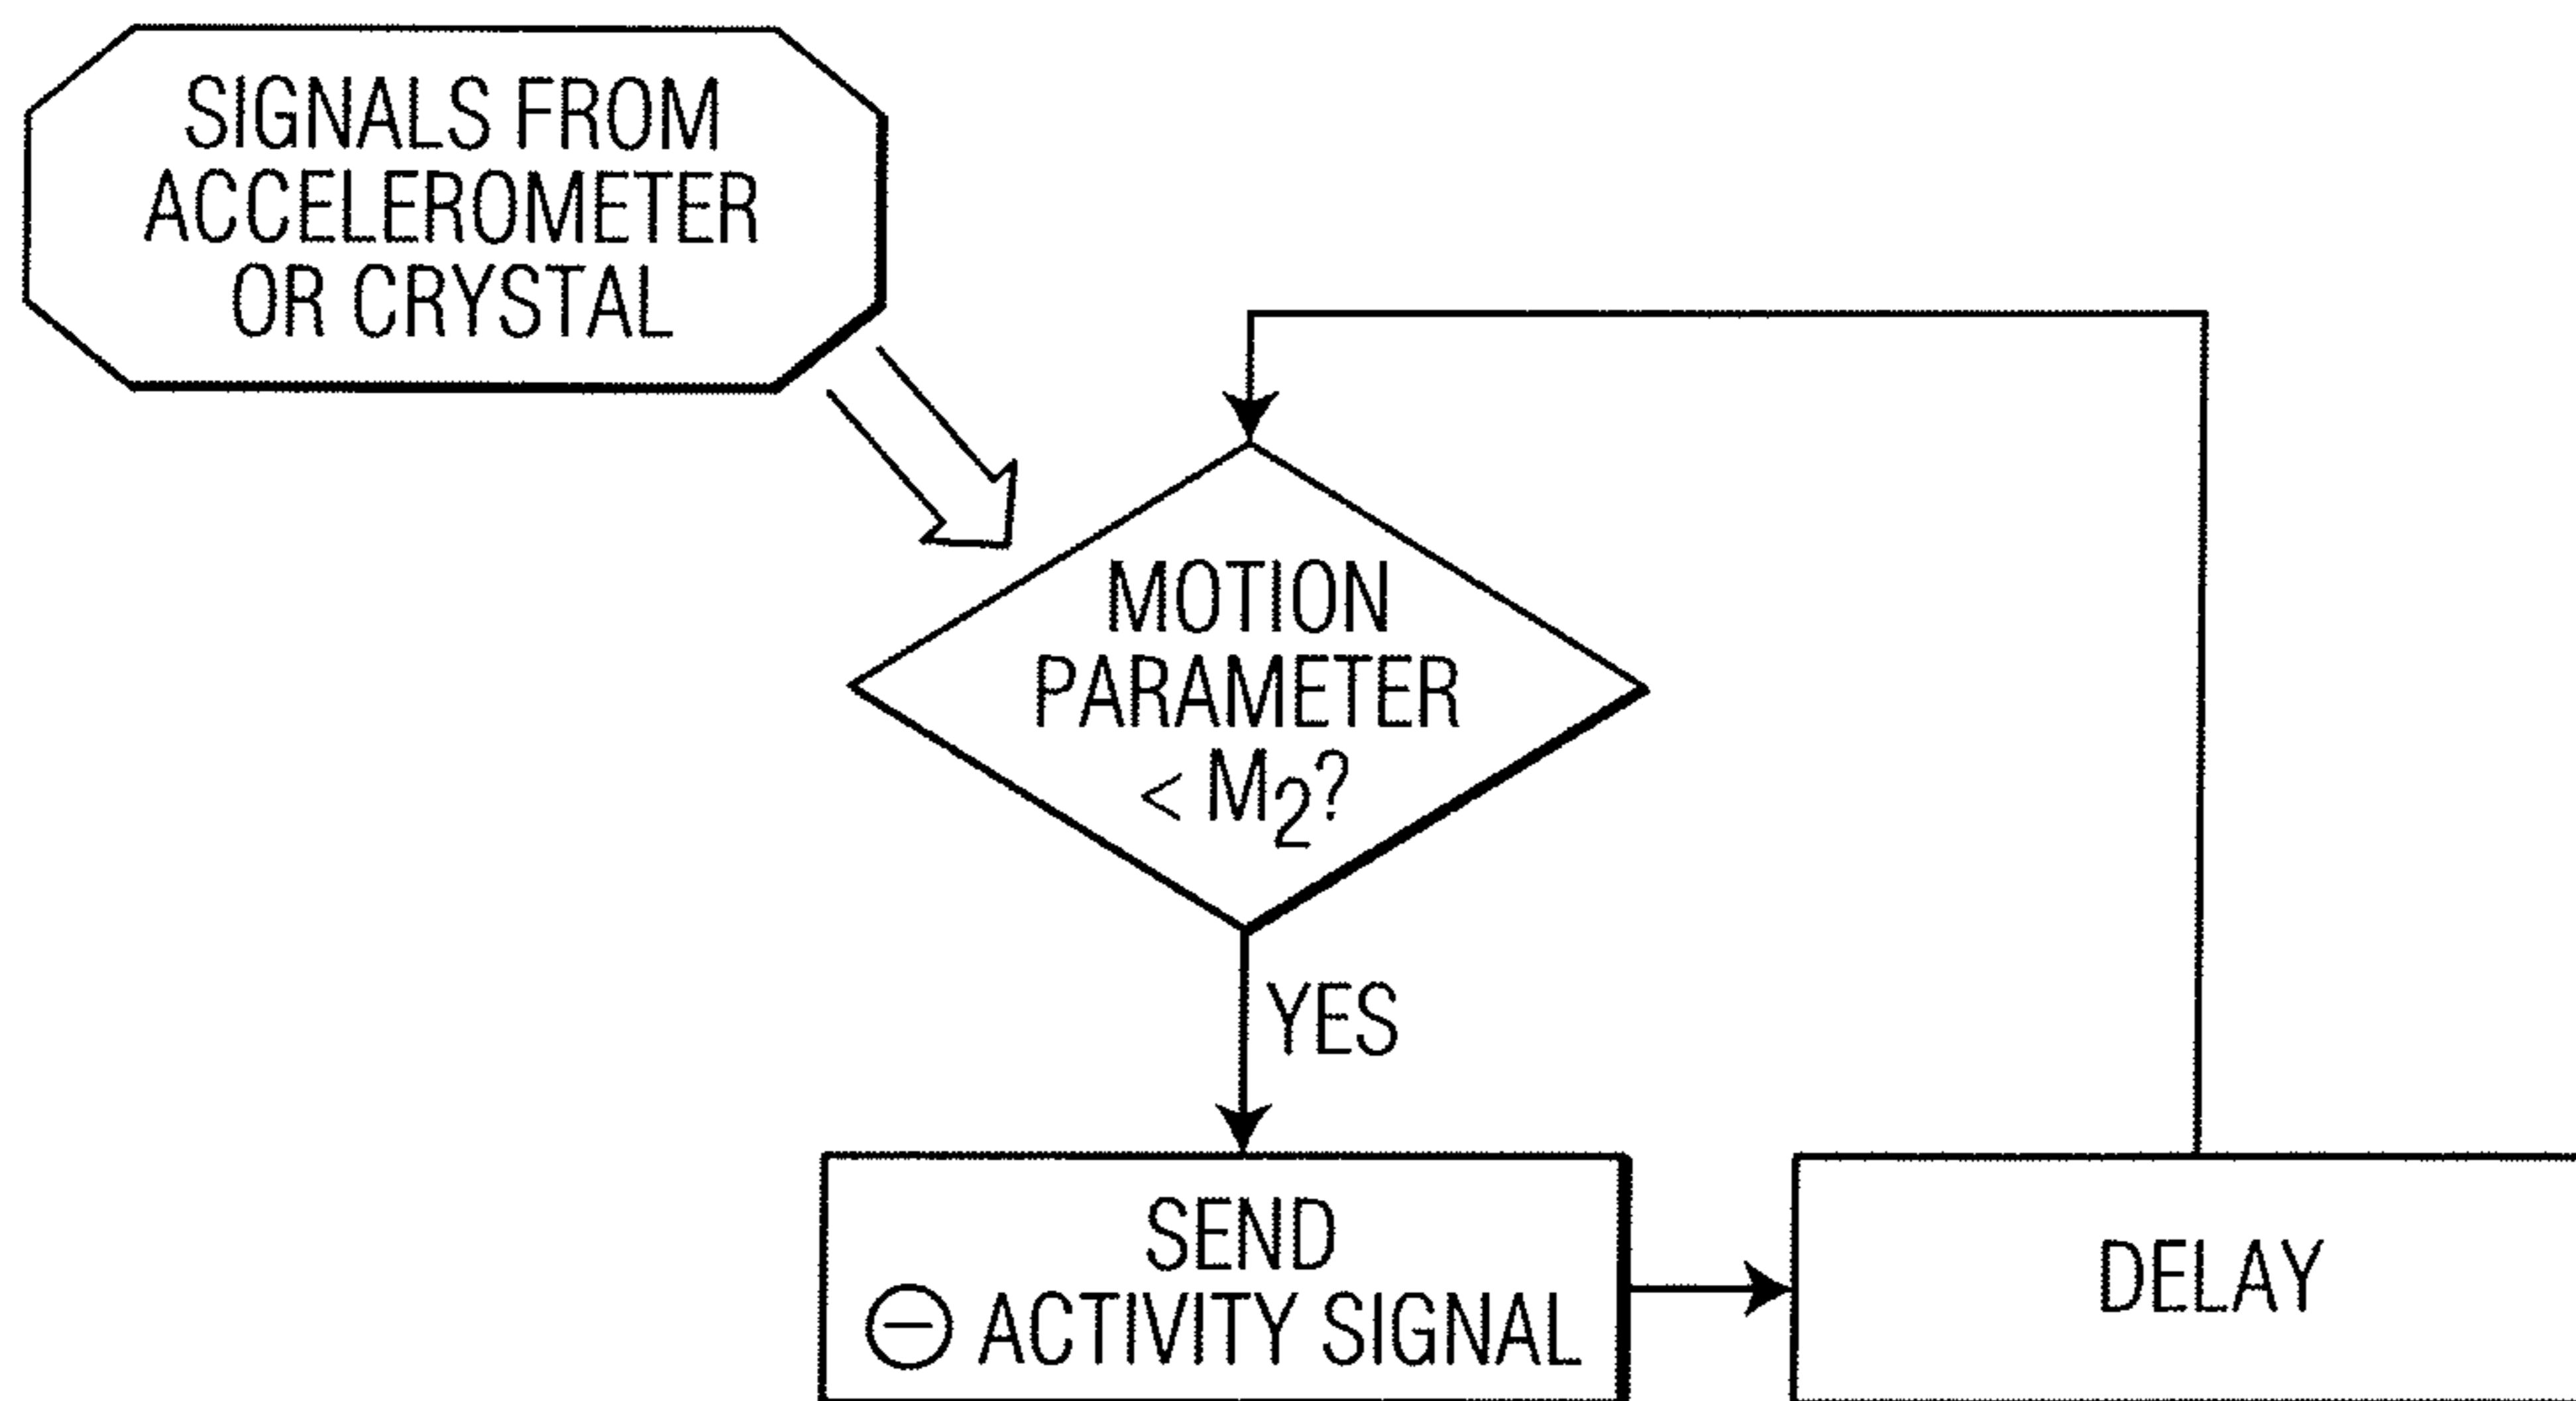 SIGNALS FROM
ACCELEROMETER
OR CRYSTAL
MOTION
PARAMETER
< M₂?
YES
SEND
⊖ ACTIVITY SIGNAL
DELAY